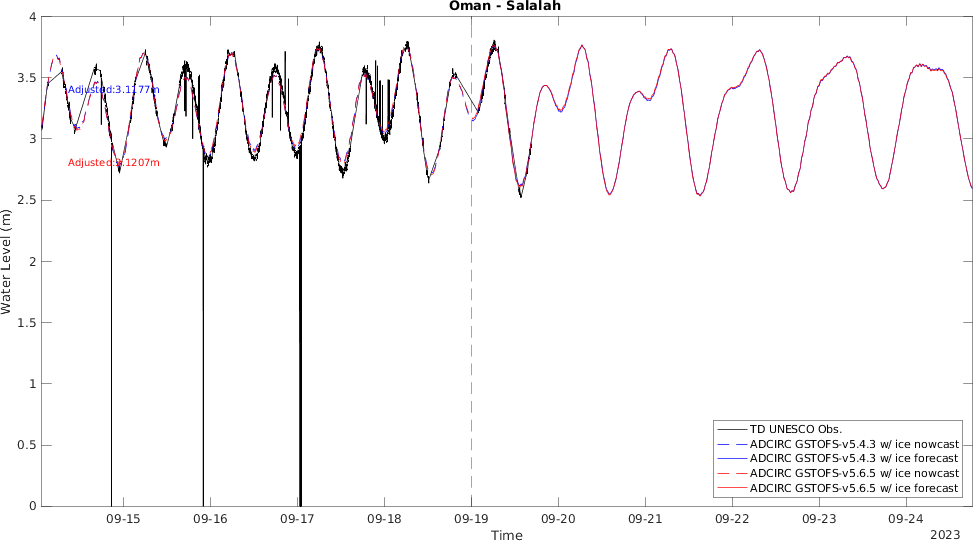 Oman - Salalah
4
3.5
3
2.5
2
1.5
1
0.5
0
Water Level (m)
Adjusted:3.1177m
Adjusted:3.1207m
TD UNESCO Obs.
ADCIRC GSTOFS-v5.4.3 w/ ice nowcast
ADCIRC GSTOFS-v5.4.3 w/ ice forecast
ADCIRC GSTOFS-v5.6.5 w/ ice nowcast
ADCIRC GSTOFS-v5.6.5 w/ ice forecast
09-15 09-16 09-17 09-18 09-19 09-20 09-21 09-22 09-23 09-24
Time
2023